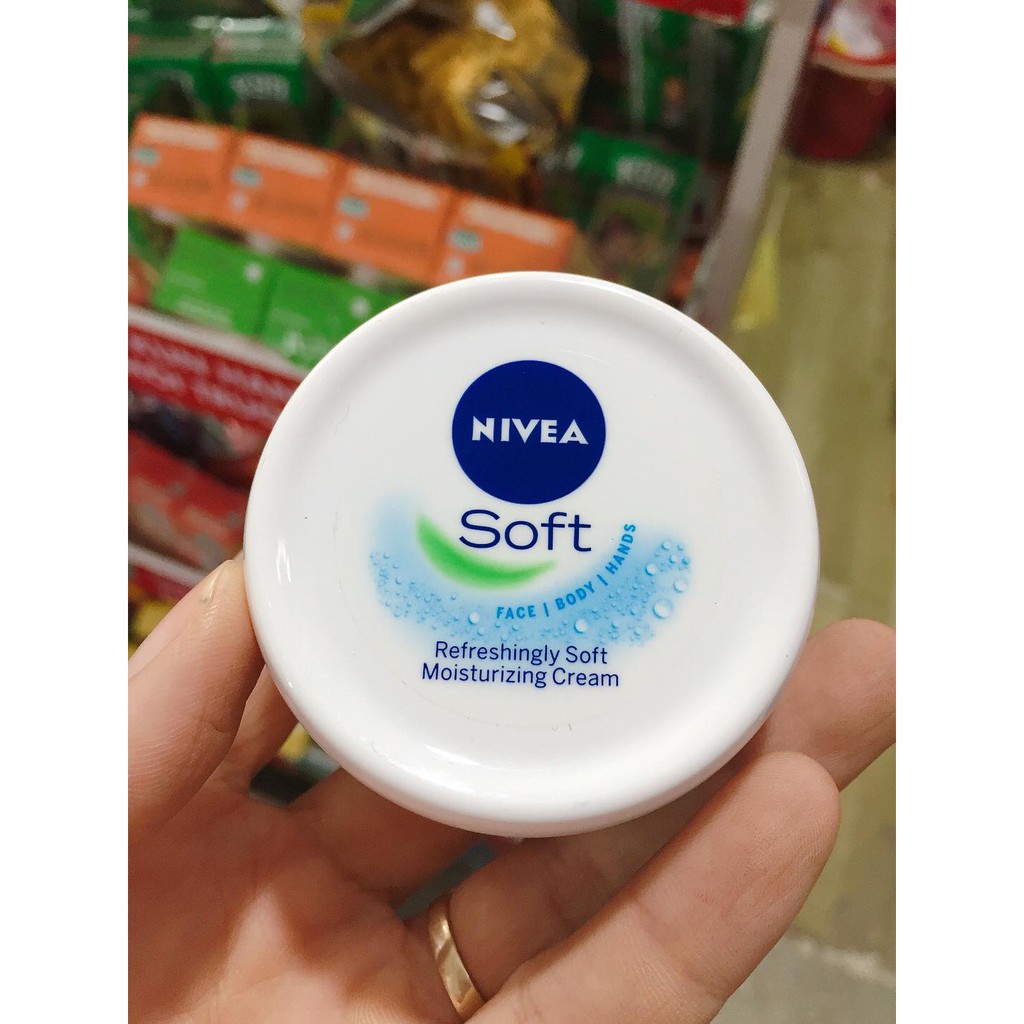 NIVEA
Soft
FACE | BODY | HANDS
Refreshingly Soft
Moisturizing Cream